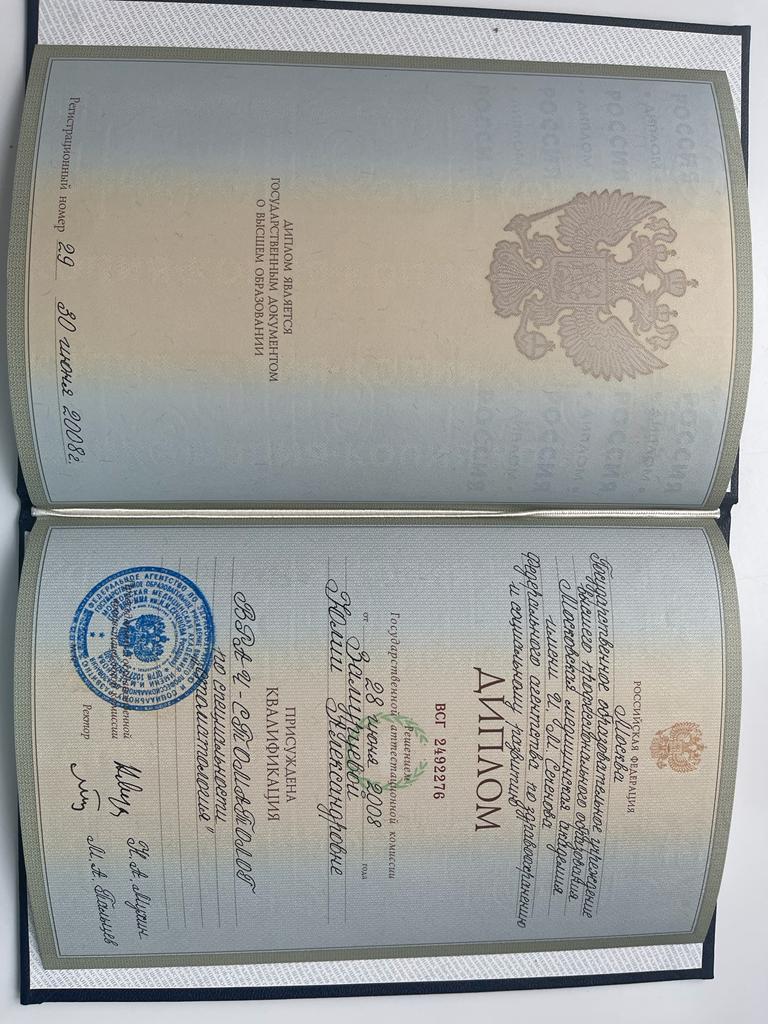 ДИПЛОМ ЯВЛЯЕТСЯ
ГОСУДАРСТВЕННЫМ ДОКУМЕНТОМ
О ВЫСШЕМ ОБРАЗОВАНИИ
Регистрационный номер 29 30 июня 2008г.
РОССИЙСКАЯ ФЕДЕРАЦИЯ
Москва
Государственное образовательное учреждение
высшего профессионального образования
Московская медицинская академия
имени И. М. Сеченова
Федерального агентства по здравоохранению
и социальному развитию
ДИПЛОМ
ВСГ 2492276
Решением
Государственной аттестационной комиссии
от 28 июня 2008 года
Юлии Александровне
ПРИСУЖДЕНА
КВАЛИФИКАЦИЯ
ВРАЧ-СТОМАТОЛОГ
по специальности
"Стоматология"
Н. А. Мухин
Ректор М. А. Пальцев